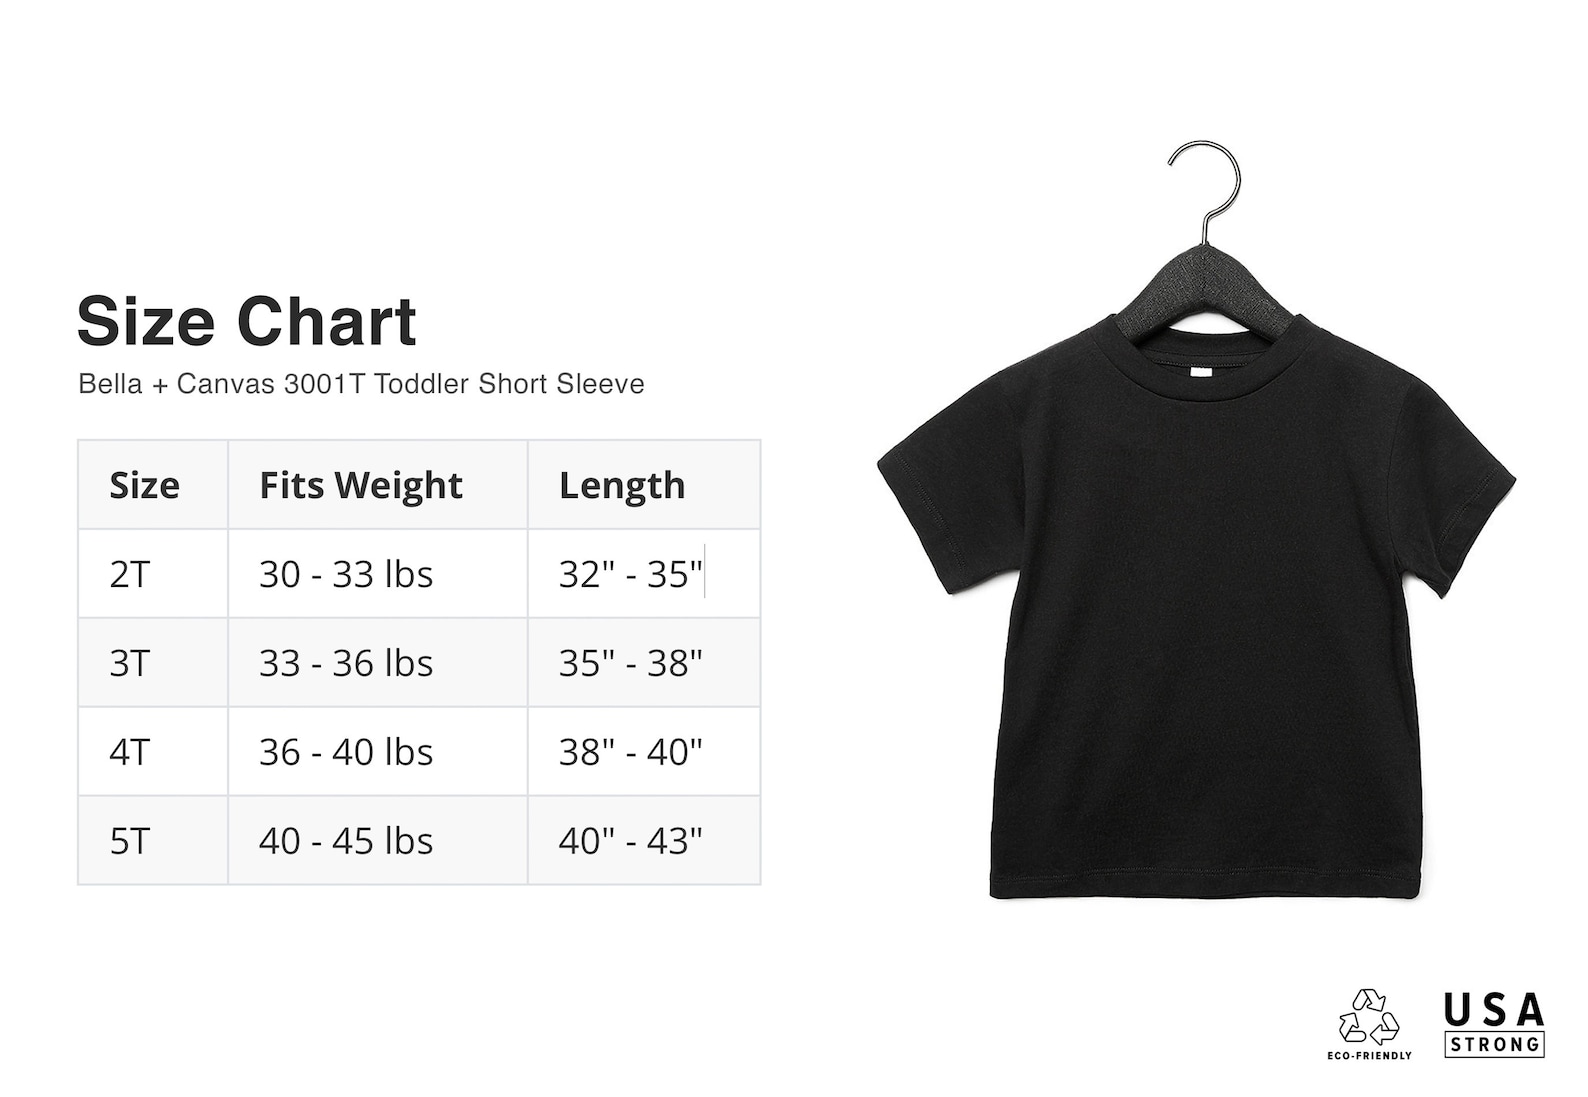 Size Chart
Bella + Canvas 3001T Toddler Short Sleeve
Size Fits Weight Length
2T 30 - 33 lbs 32" - 35"
3T 33 - 36 lbs 35" - 38"
4T 36 - 40 lbs 38" - 40"
5T 40 - 45 lbs 40" - 43"
ECO-FRIENDLY
USA
STRONG